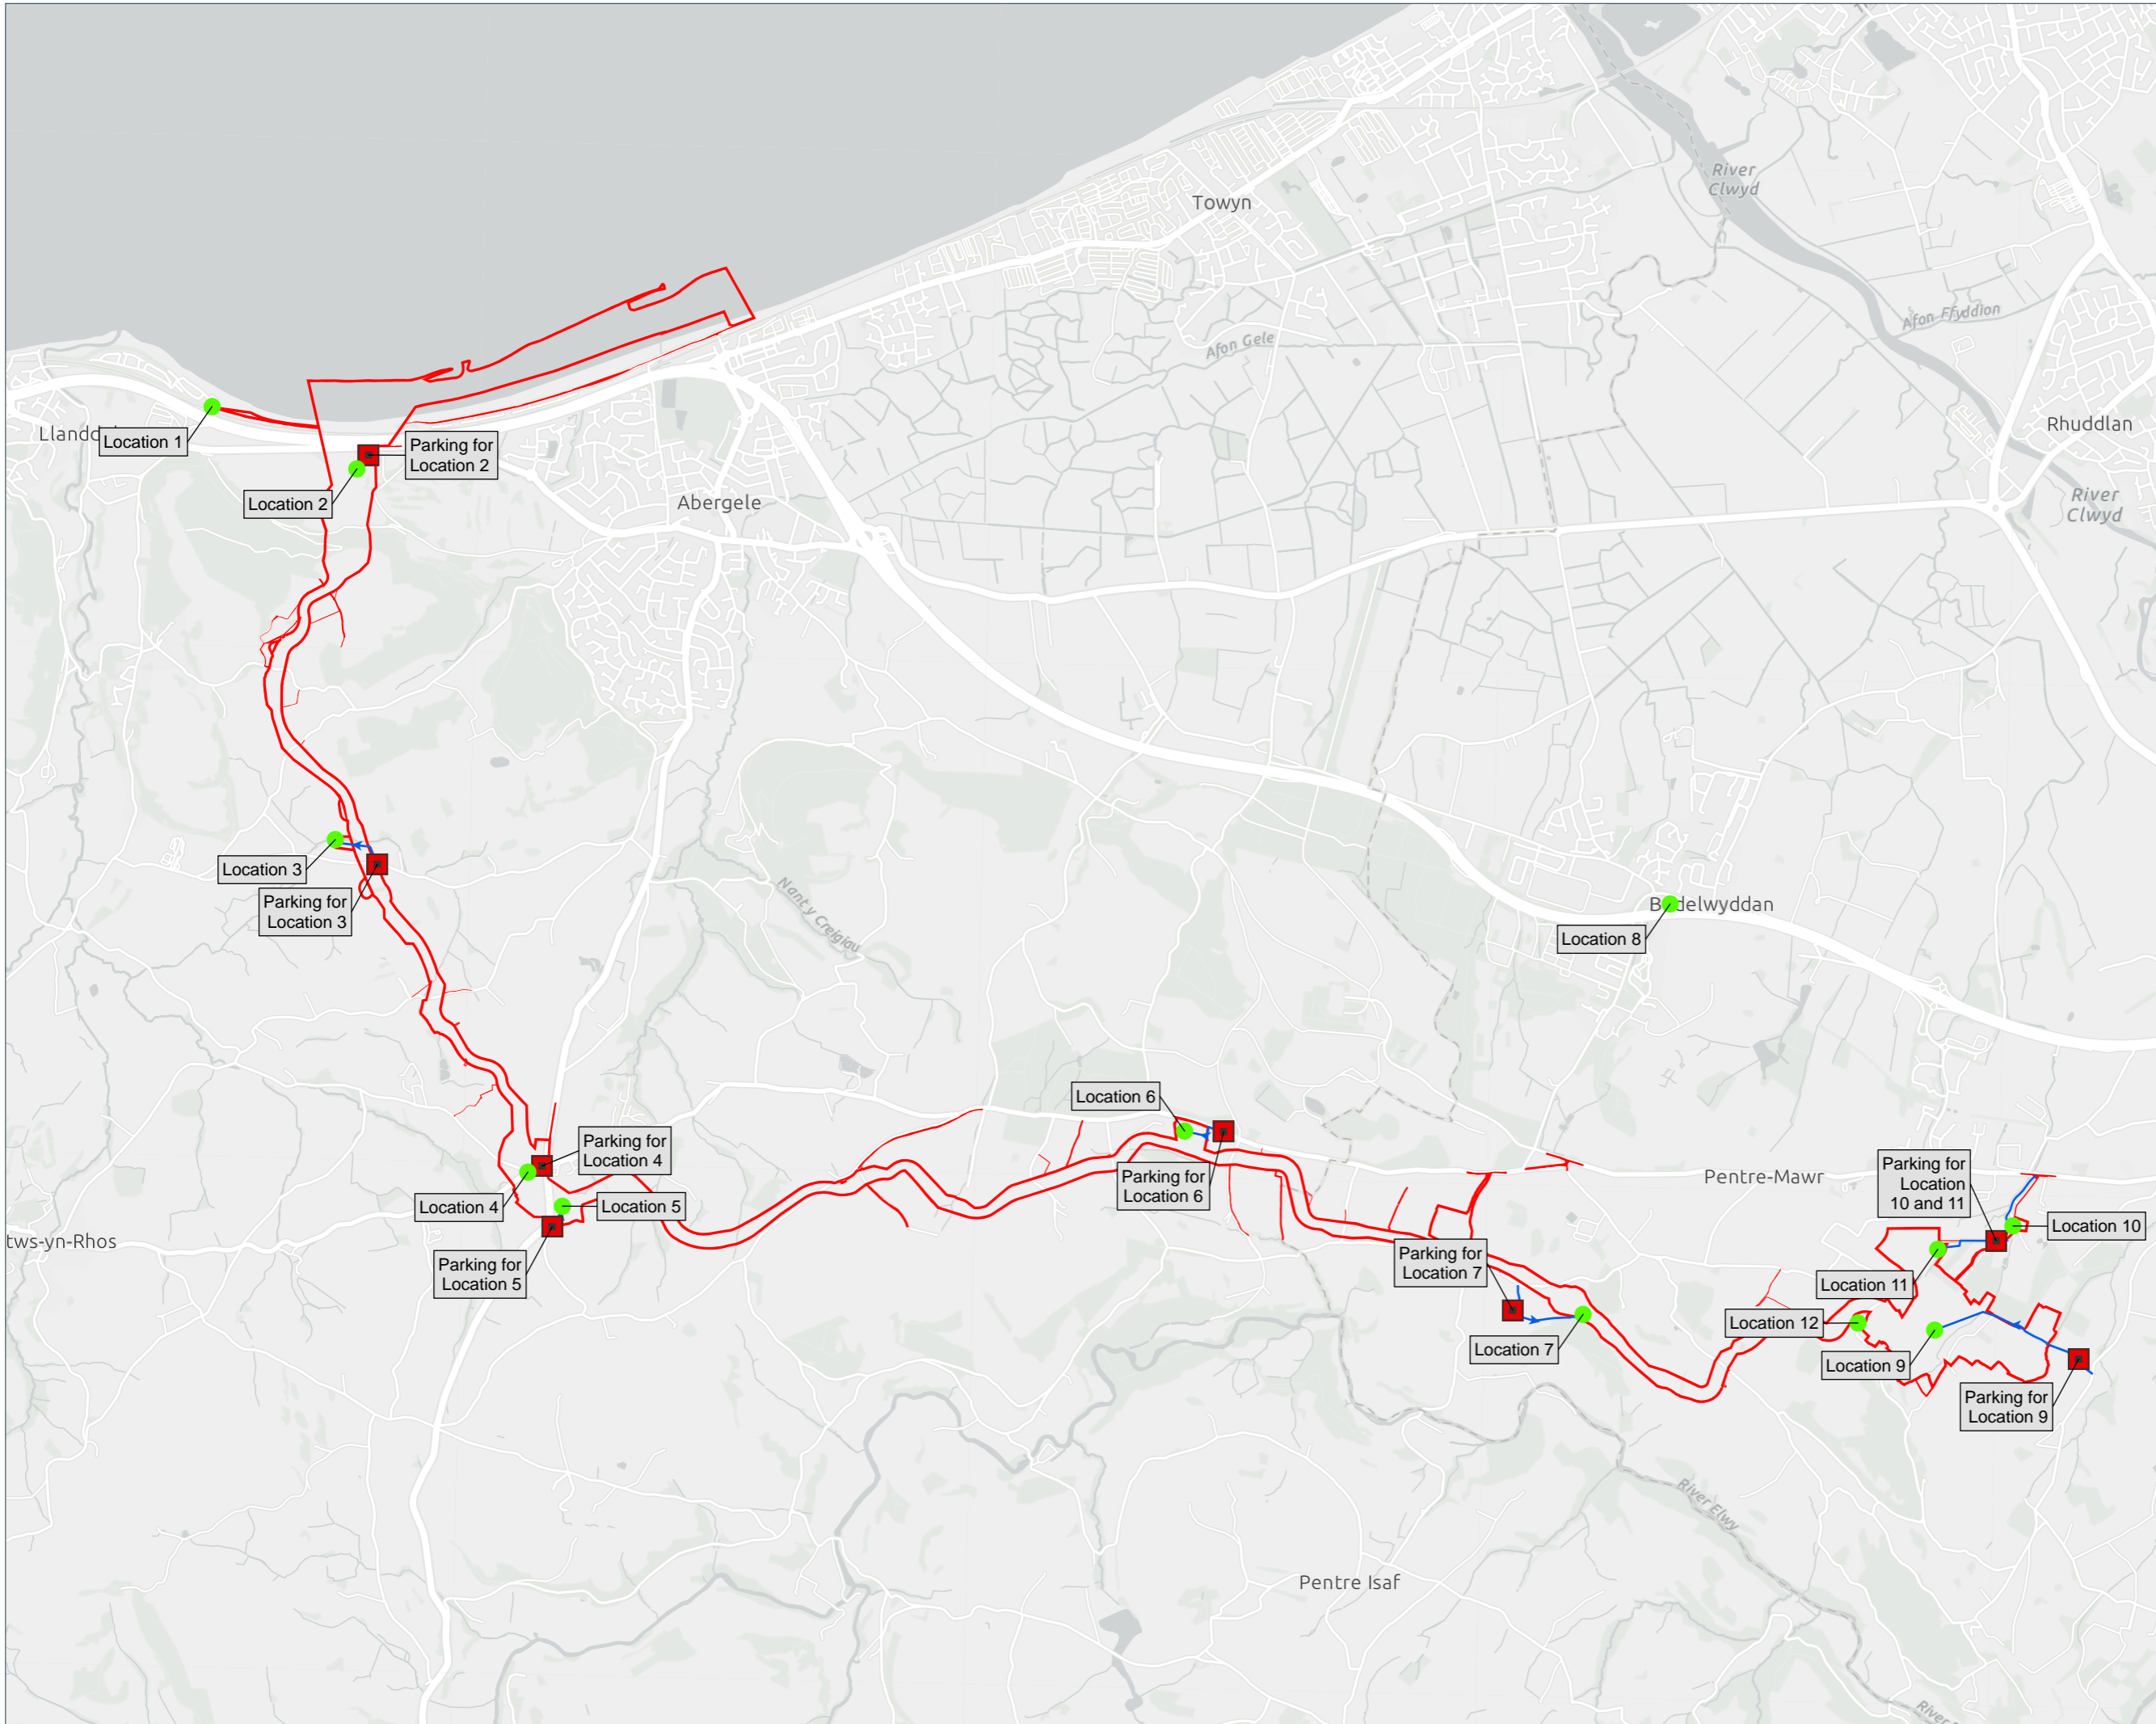 Towyn
River
Clwyd
Afon Ffyddion
Afon Gele
Rhuddlan
River
Clwyd
Location 1
Parking for
Location 2
Location 2
Abergele
Location 3
Parking for
Location 3
Nant y Creigiau
Bodelwyddan
Location 8
Location 6
Parking for
Location 6
Parking for
Location 4
Location 4
Location 5
Parking for
Location 5
tws-yn-Rhos
Pentre-Mawr
Parking for
Location
10 and 11
Location 10
Location 11
Parking for
Location 7
Location 7
Location 12
Location 9
Parking for
Location 9
River Elwy
Pentre Isaf
River